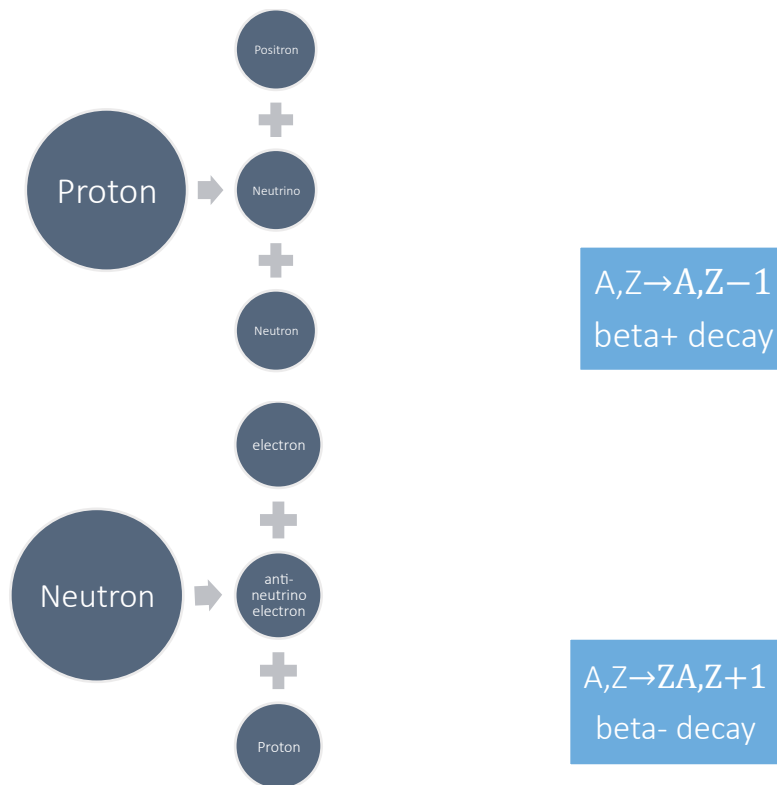 Positron
Proton
Neutrino
Neutron
A,Z→A,Z−1
beta+ decay
electron
Neutron
anti-
neutrino
electron
Proton
A,Z→ZA,Z+1
beta- decay